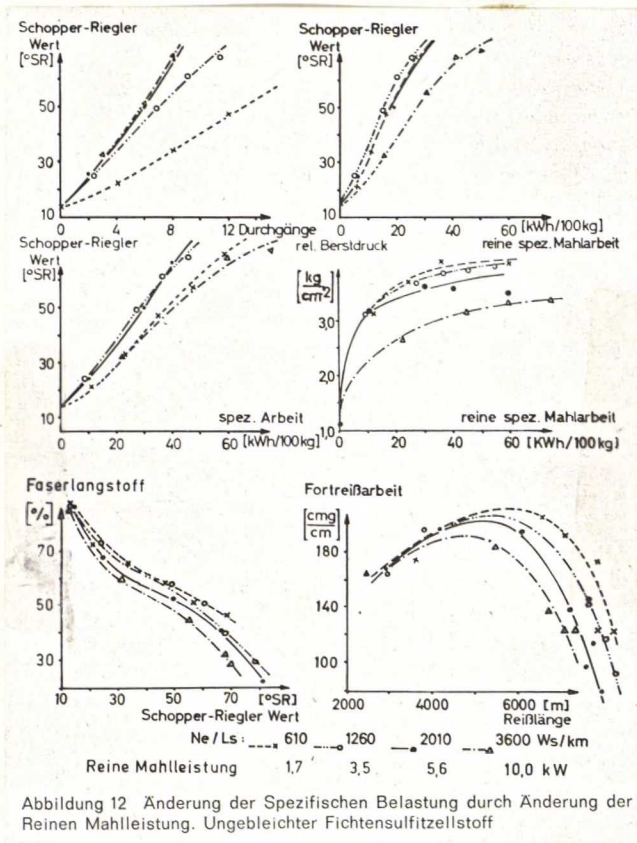 Schopper-Riegler
Wert
[°SR]
50
30
10
0 4 8 12 Durchgänge
Schopper-Riegler
Wert
[°SR]
50
30
10
0 20 40 60 [kWh/100kg]
reine spez. Mahlarbeit
Schopper-Riegler
Wert
[°SR]
50
30
10
spez. Arbeit
0 20 40 60 [kWh/100kg]
rel. Berstdruck
[kg/cm²]
3,0
2,0
1,0
reine spez. Mahlarbeit
0 20 40 60 [KWh/100kg]
Faserlangstoff
[%]
70
50
30
10 30 50 70 [°SR]
Schopper-Riegler Wert
Fortreißarbeit
[cmg/cm]
180
140
100
2000 4000 6000 [m]
Reißlänge
Ne/Ls: 610 1260 2010 3600 Ws/km
Reine Mahlleistung 1,7 3,5 5,6 10,0 kW
Abbildung 12 Änderung der Spezifischen Belastung durch Änderung der
Reinen Mahlleistung. Ungebleichter Fichtensulfitzellstoff